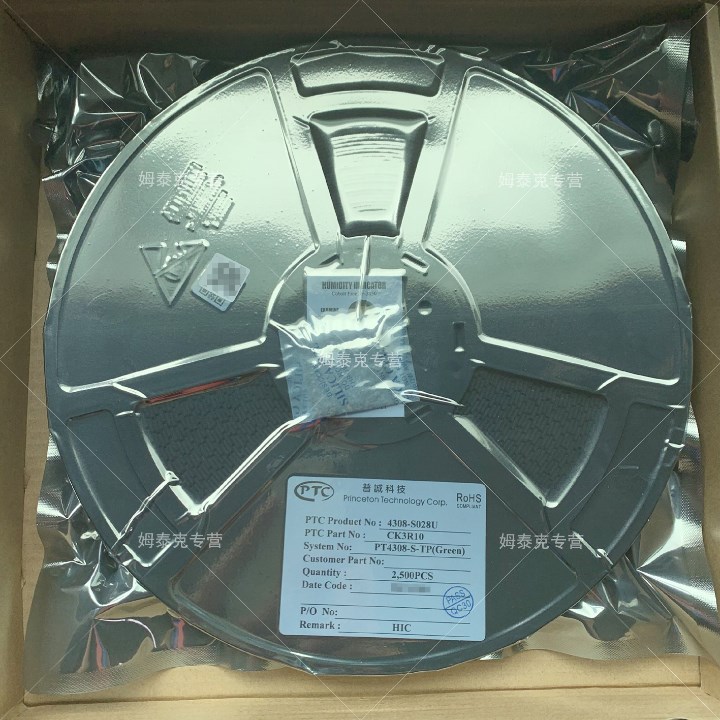 姆泰克专营
姆泰克专营
HUMIDITY INDICATOR
姆泰克专营
PTC
普誠科技
Princeton Technology Corp.
RoHS
COMPLIANT
PTC Product No : 4308-S028U
PTC Part No : CK3R10
System No: PT4308-S-TP(Green)
Customer Part No:
Quantity : 2,500PCS
Date Code :
PASS
QC30
P/O No:
Remark : HIC
姆泰克专营
姆泰克专营